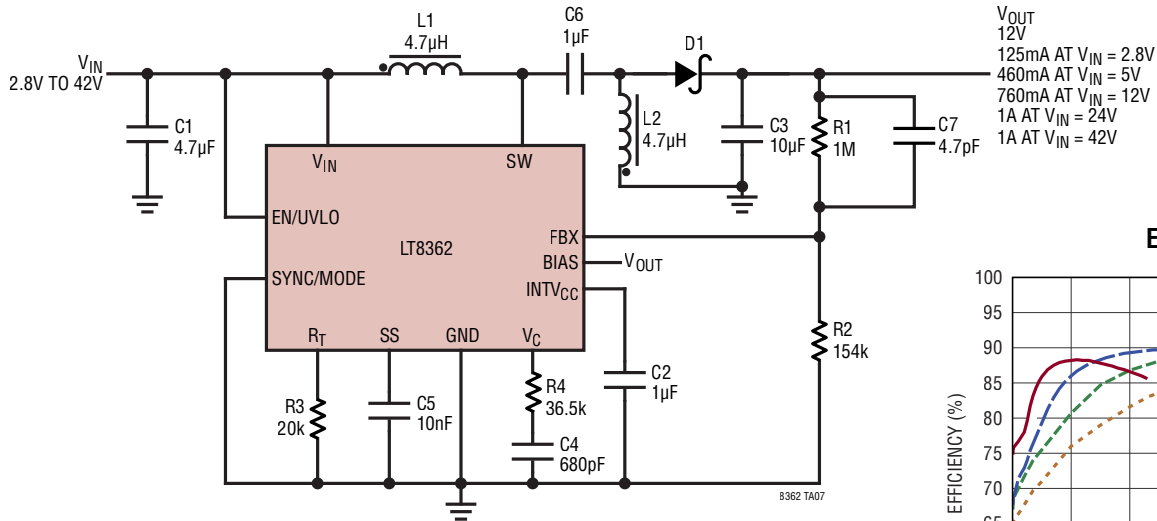 VIN
2.8V TO 42V
L1
4.7µH
C6
1µF
D1
VOUT
12V
125mA AT VIN = 2.8V
460mA AT VIN = 5V
760mA AT VIN = 12V
1A AT VIN = 24V
1A AT VIN = 42V
C1
4.7µF
L2
4.7µH
C3
10µF
R1
1M
C7
4.7pF
VIN
SW
EN/UVLO
LT8362
FBX
BIAS
VOUT
SYNC/MODE
INTVCC
RT
SS
GND
VC
R2
154k
R3
20k
C5
10nF
R4
36.5k
C4
680pF
C2
1µF
8362 TA07
E
100
95
90
85
80
75
70
65
EFFICIENCY (%)